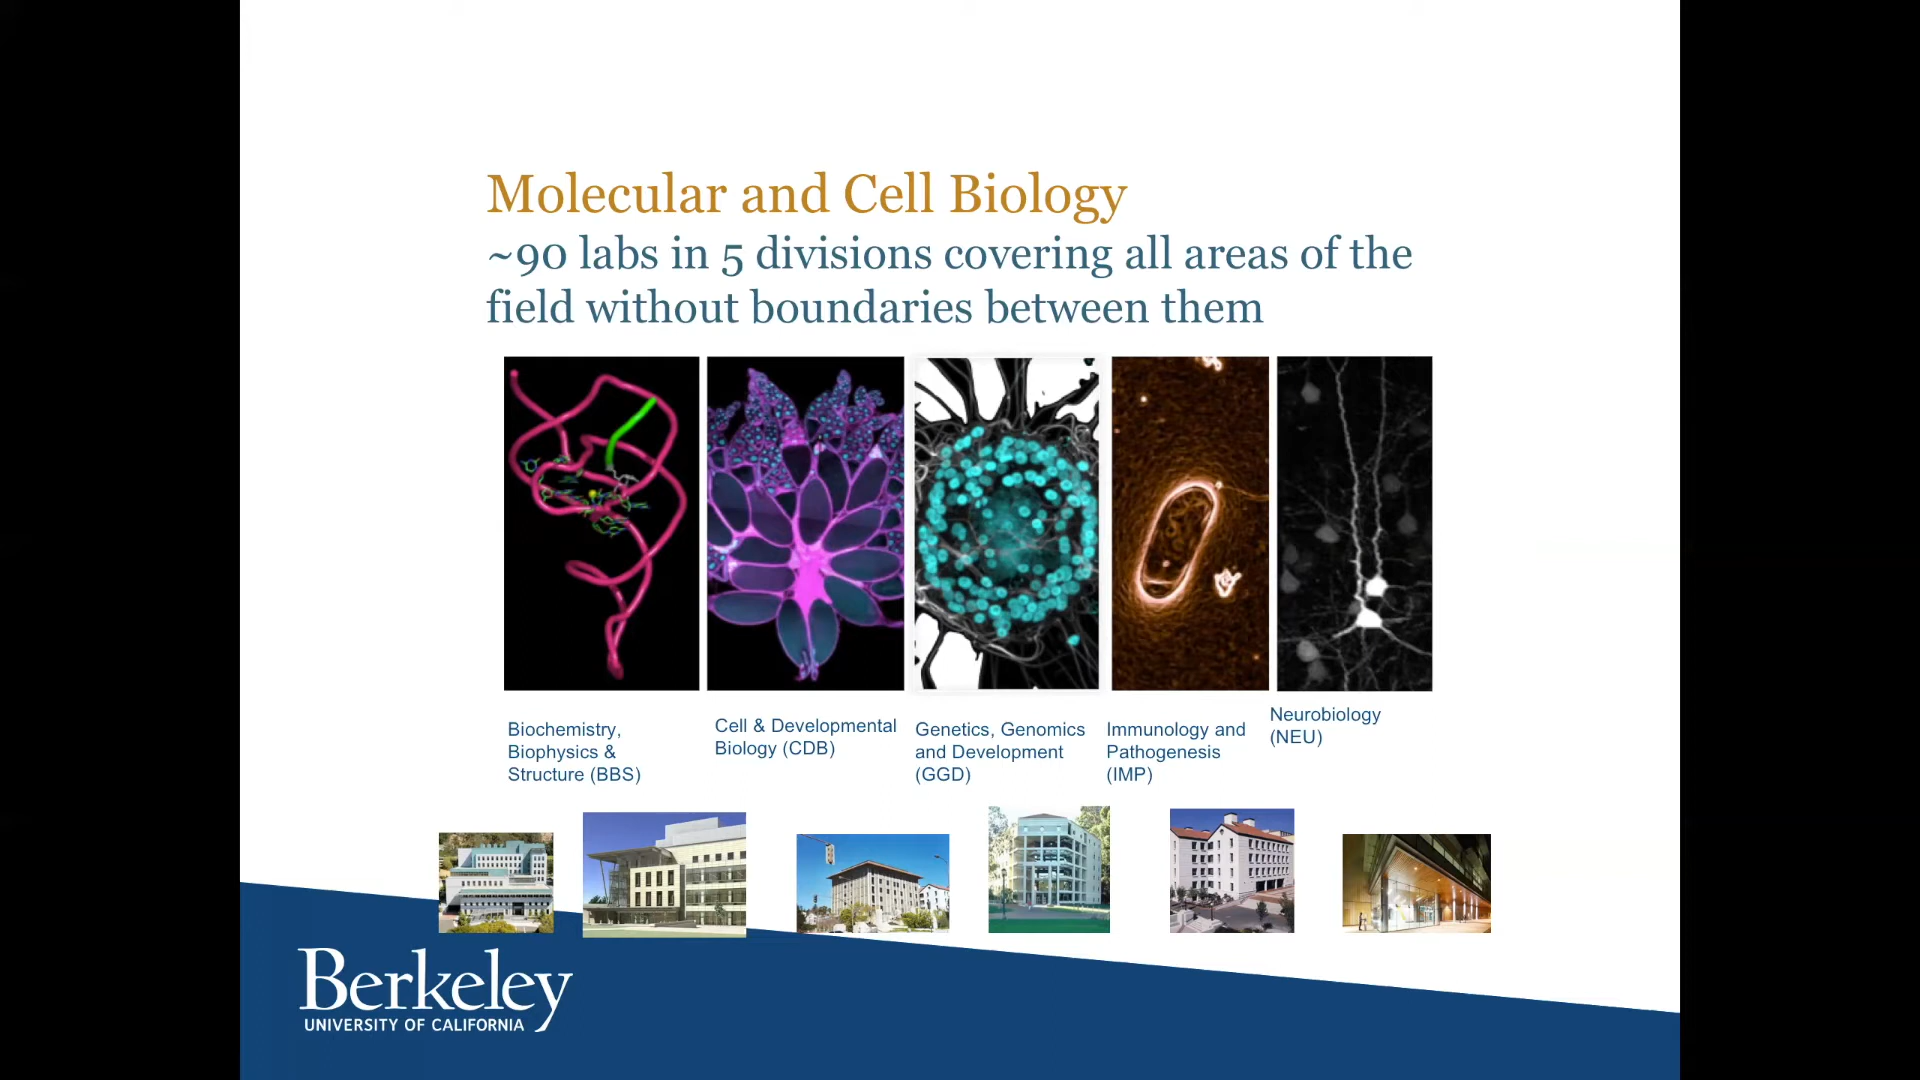 Molecular and Cell Biology
~90 labs in 5 divisions covering all areas of the
field without boundaries between them
Biochemistry,
Biophysics &
Structure (BBS)
Cell & Developmental
Biology (CDB)
Genetics, Genomics
and Development
(GGD)
Immunology and
Pathogenesis
(IMP)
Neurobiology
(NEU)
Berkeley
UNIVERSITY OF CALIFORNIA